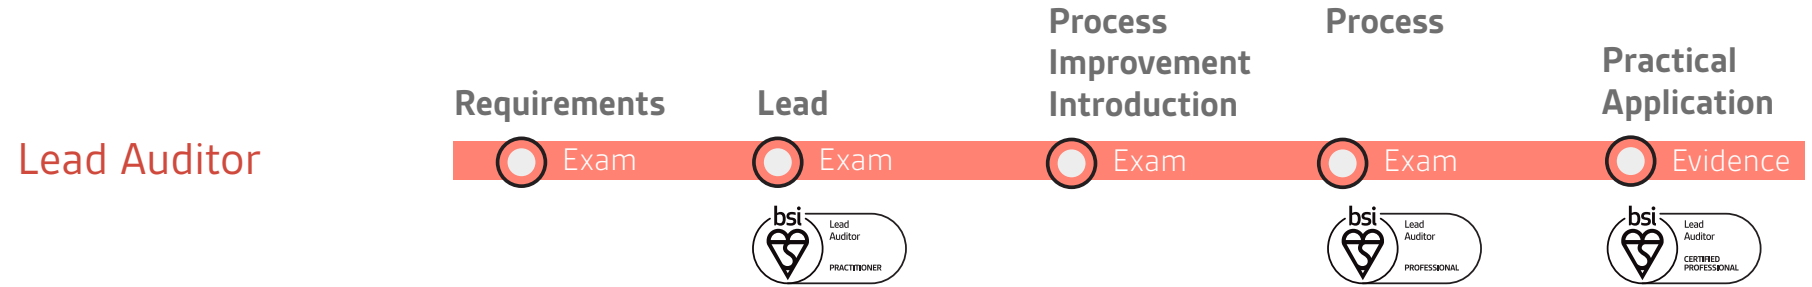 Process
Improvement
Introduction
Process
Practical
Application
Requirements
Lead
Lead Auditor
Exam
Exam
Exam
Exam
Evidence
bsi
Lead
Auditor
PRACTITIONER
bsi
Lead
Auditor
PROFESSIONAL
bsi
Lead
Auditor
CERTIFIED
PROFESSIONAL